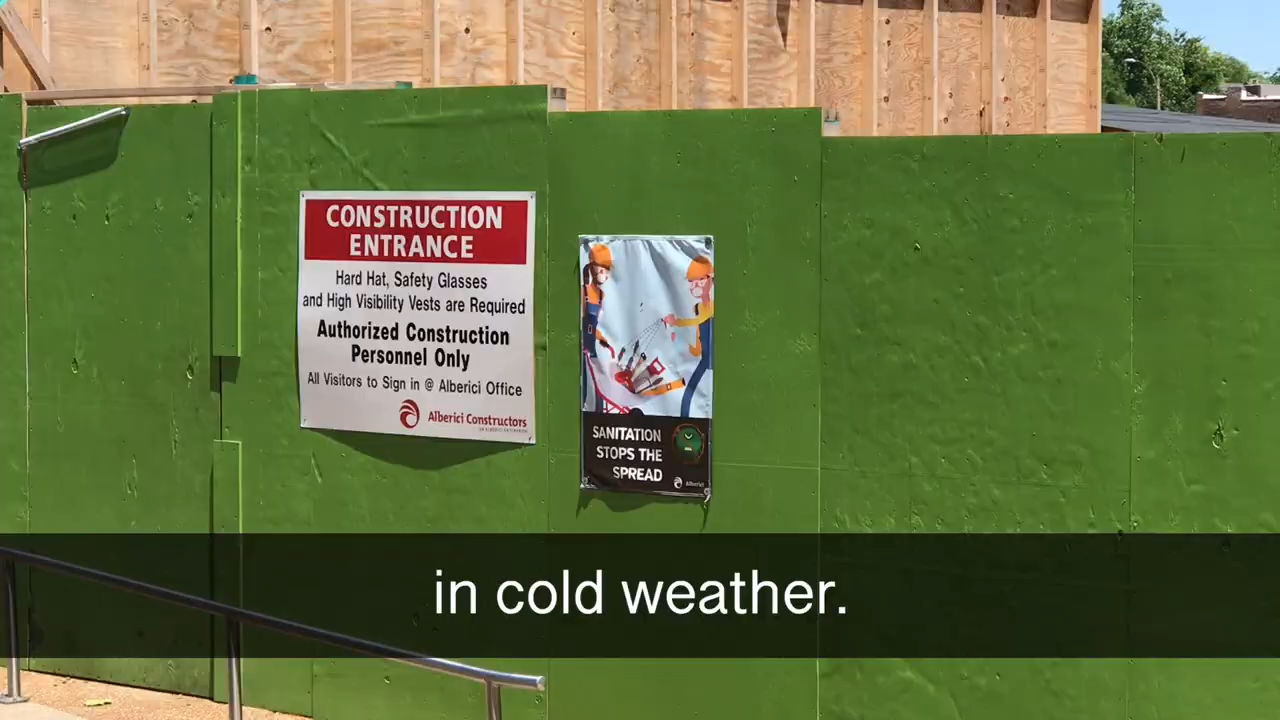 CONSTRUCTION
ENTRANCE
Hard Hat, Safety Glasses
and High Visibility Vests are Required
Authorized Construction
Personnel Only
All Visitors to Sign in @ Alberici Office
Alberici Constructors
SANITATION
STOPS THE
SPREAD
Alberici
in cold weather.